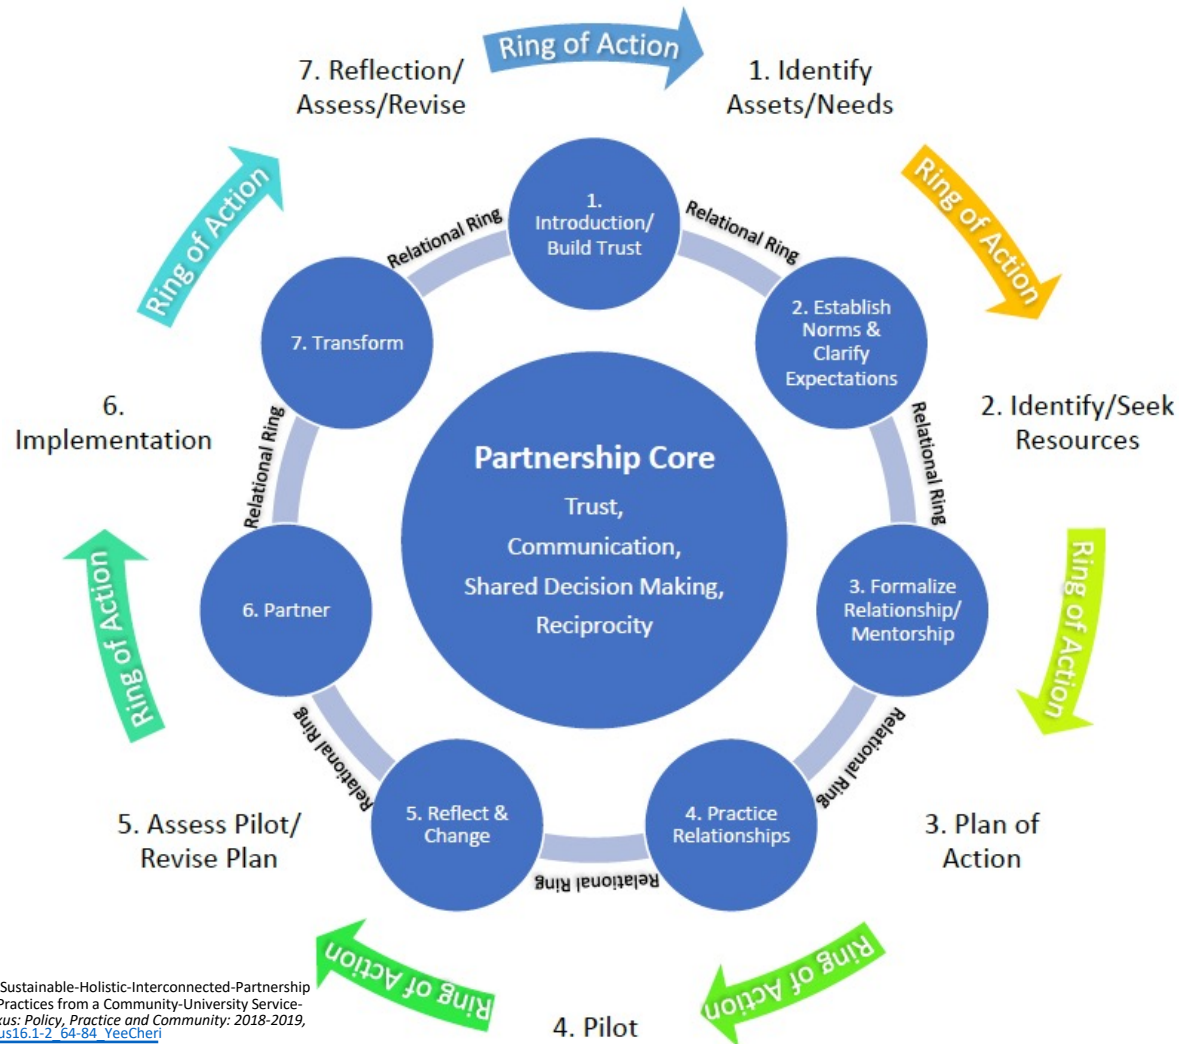 Ring of Action
7. Reflection/
Assess/Revise
1. Identify
Assets/Needs
Ring of Action
Ring of Action
1.
Introduction/
Build Trust
Relational Ring
Relational Ring
7. Transform
2. Establish
Norms &
Clarify
Expectations
6.
Implementation
2. Identify/Seek
Resources
Relational Ring
Relational Ring
Partnership Core
Trust,
Communication,
Shared Decision Making,
Reciprocity
Ring of Action
Ring of Action
6. Partner
3. Formalize
Relationship/
Mentorship
Relational Ring
Relational Ring
5. Reflect &
Change
4. Practice
Relationships
Relational Ring
5. Assess Pilot/
Revise Plan
3. Plan of
Action
Ring of Action
Ring of Action
4. Pilot
Sustainable-Holistic-Interconnected-Partnership
Practices from a Community-University Service-
us: Policy, Practice and Community: 2018-2019,
us16.1-2_64-84_YeeCheri